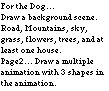 For the Dog...
Draw a background scene.
Road, Mountains, sky,
grass, flowers, trees, and at
least one house.
Page2... Draw a multiple
animation with 3 shapes in
the animation.